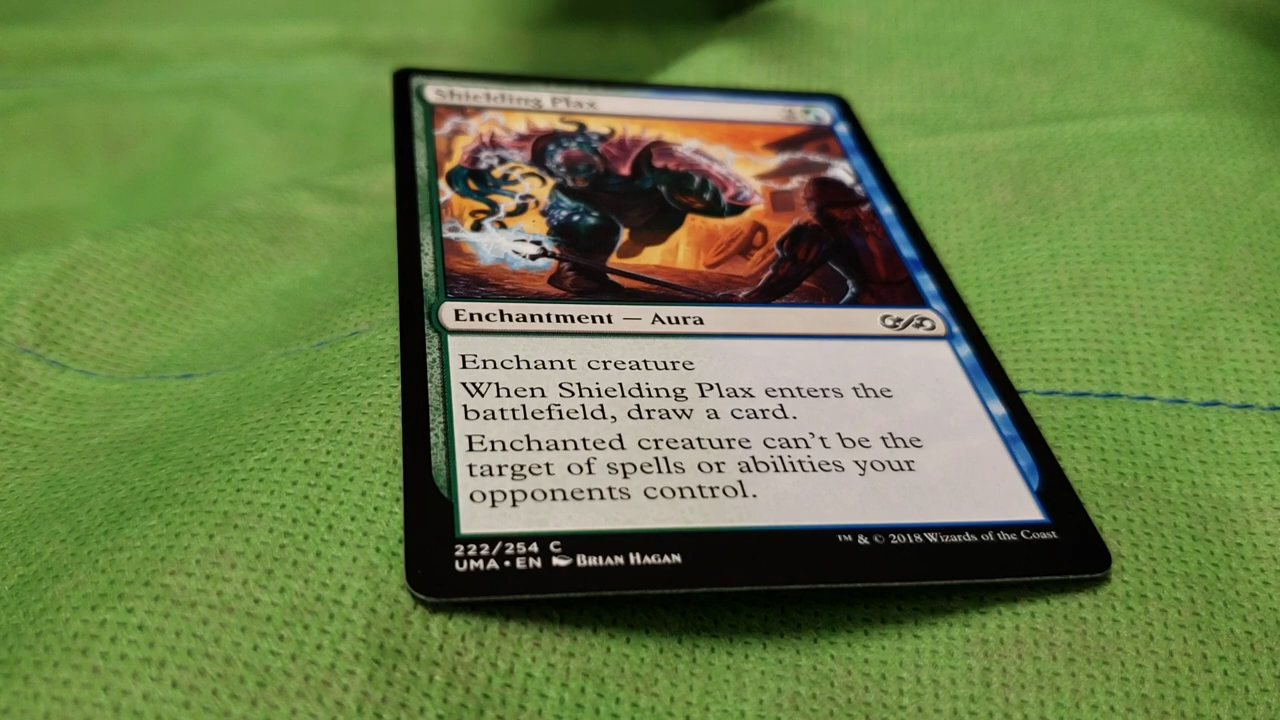 Shielding Plax
Enchantment — Aura
Enchant creature
When Shielding Plax enters the
battlefield, draw a card.
Enchanted creature can't be the
target of spells or abilities your
opponents control.
222/254 C
UMA • EN BRIAN HAGAN
™ & © 2018 Wizards of the Coast